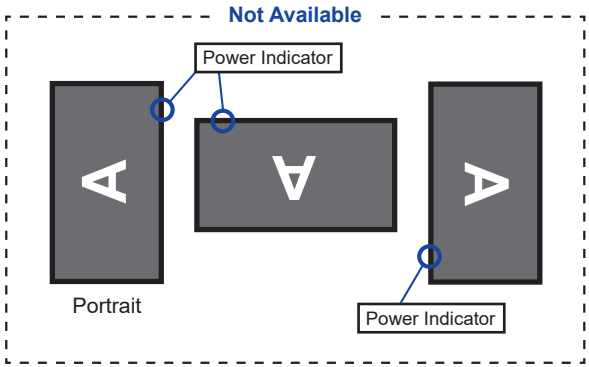 Not Available
Power Indicator
A
A
A
Portrait
Power Indicator